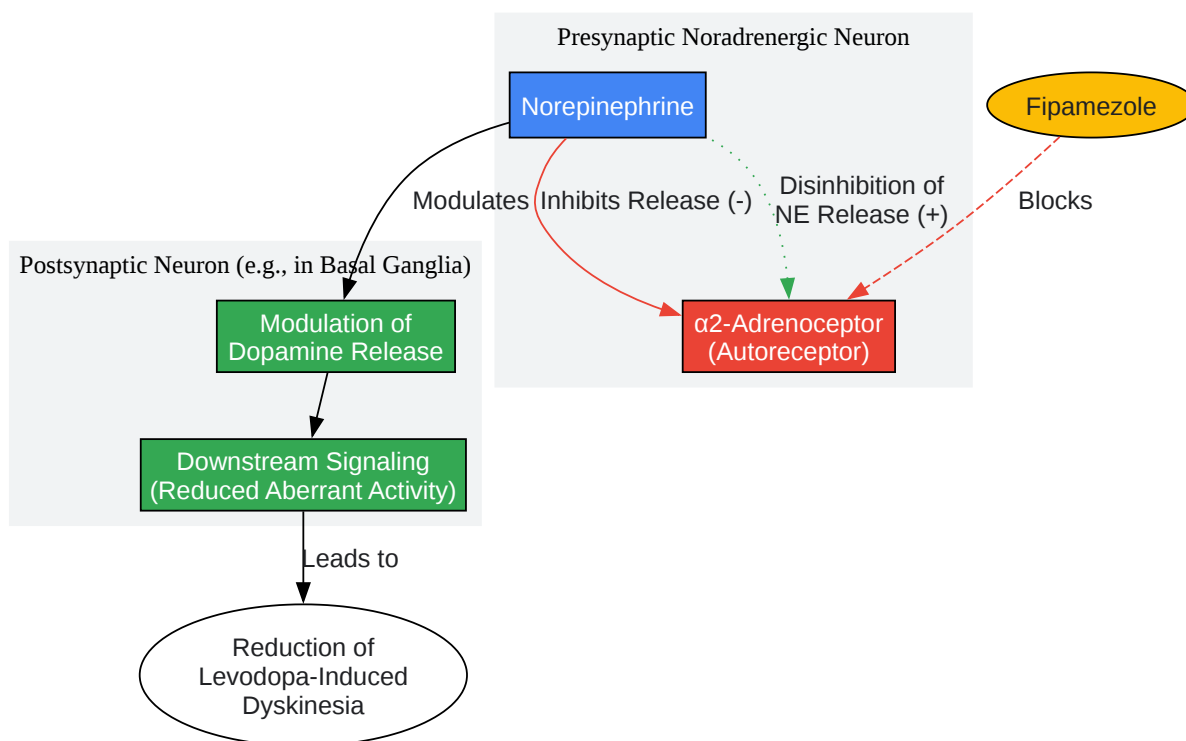 Presynaptic Noradrenergic Neuron
Norepinephrine
Fipamezole
Modulates
Inhibits Release (-)
Disinhibition of
NE Release (+)
Blocks
Postsynaptic Neuron (e.g., in Basal Ganglia)
Modulation of
Dopamine Release
α2-Adrenoceptor
(Autoreceptor)
Downstream Signaling
(Reduced Aberrant Activity)
Leads to
Reduction of
Levodopa-Induced
Dyskinesia